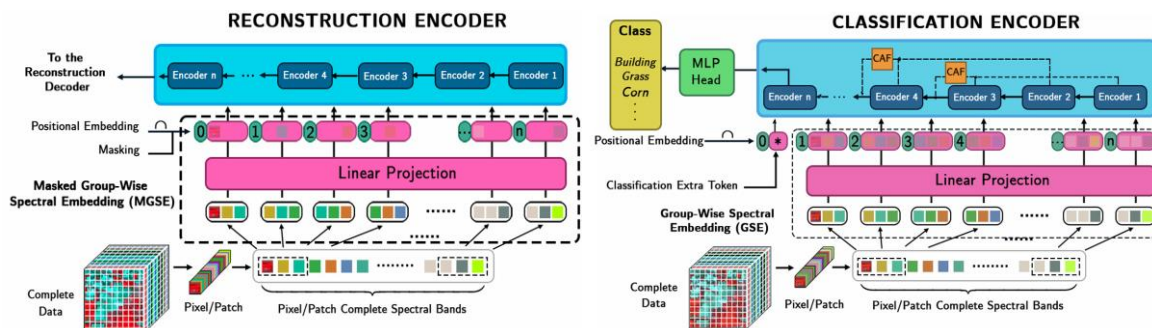 RECONSTRUCTION ENCODER
To the
Reconstruction
Decoder
Encoder n
...
Encoder 4
Encoder 3
Encoder 2
Encoder 1
Positional Embedding
Masking
0
1
2
3
...
n
Linear Projection
Masked Group-Wise
Spectral Embedding (MGSE)
Complete
Data
Pixel/Patch
Pixel/Patch Complete Spectral Bands
CLASSIFICATION ENCODER
Class
Building
Grass
Corn
.
.
.
MLP
Head
CAF
CAF
Encoder n
...
Encoder 4
Encoder 3
Encoder 2
Encoder 1
Positional Embedding
0 *
1
2
3
4
...
n
Classification Extra Token
Linear Projection
Group-Wise Spectral
Embedding (GSE)
Complete
Data
Pixel/Patch
Pixel/Patch Complete Spectral Bands